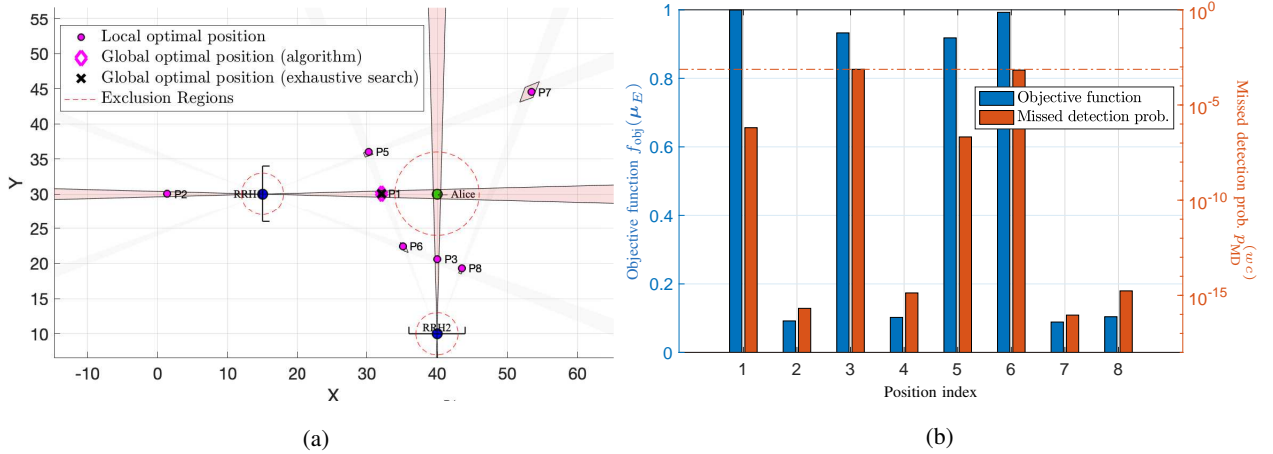 55
50
45
40
35
30
25
20
15
10
Y
-10
0
10
20
30
40
50
60
X
Local optimal position
Global optimal position (algorithm)
Global optimal position (exhaustive search)
Exclusion Regions
P7
P5
P2
RRH
P1
Alice
P6
P3
P8
RRH2
(a)
1
0.8
0.6
0.4
0.2
0
Objective function f_obj(μ_E)
Objective function
Missed detection prob.
10^0
10^-5
10^-10
10^-15
Missed detection prob. p_MD^(wc)
1
2
3
4
5
6
7
8
Position index
(b)